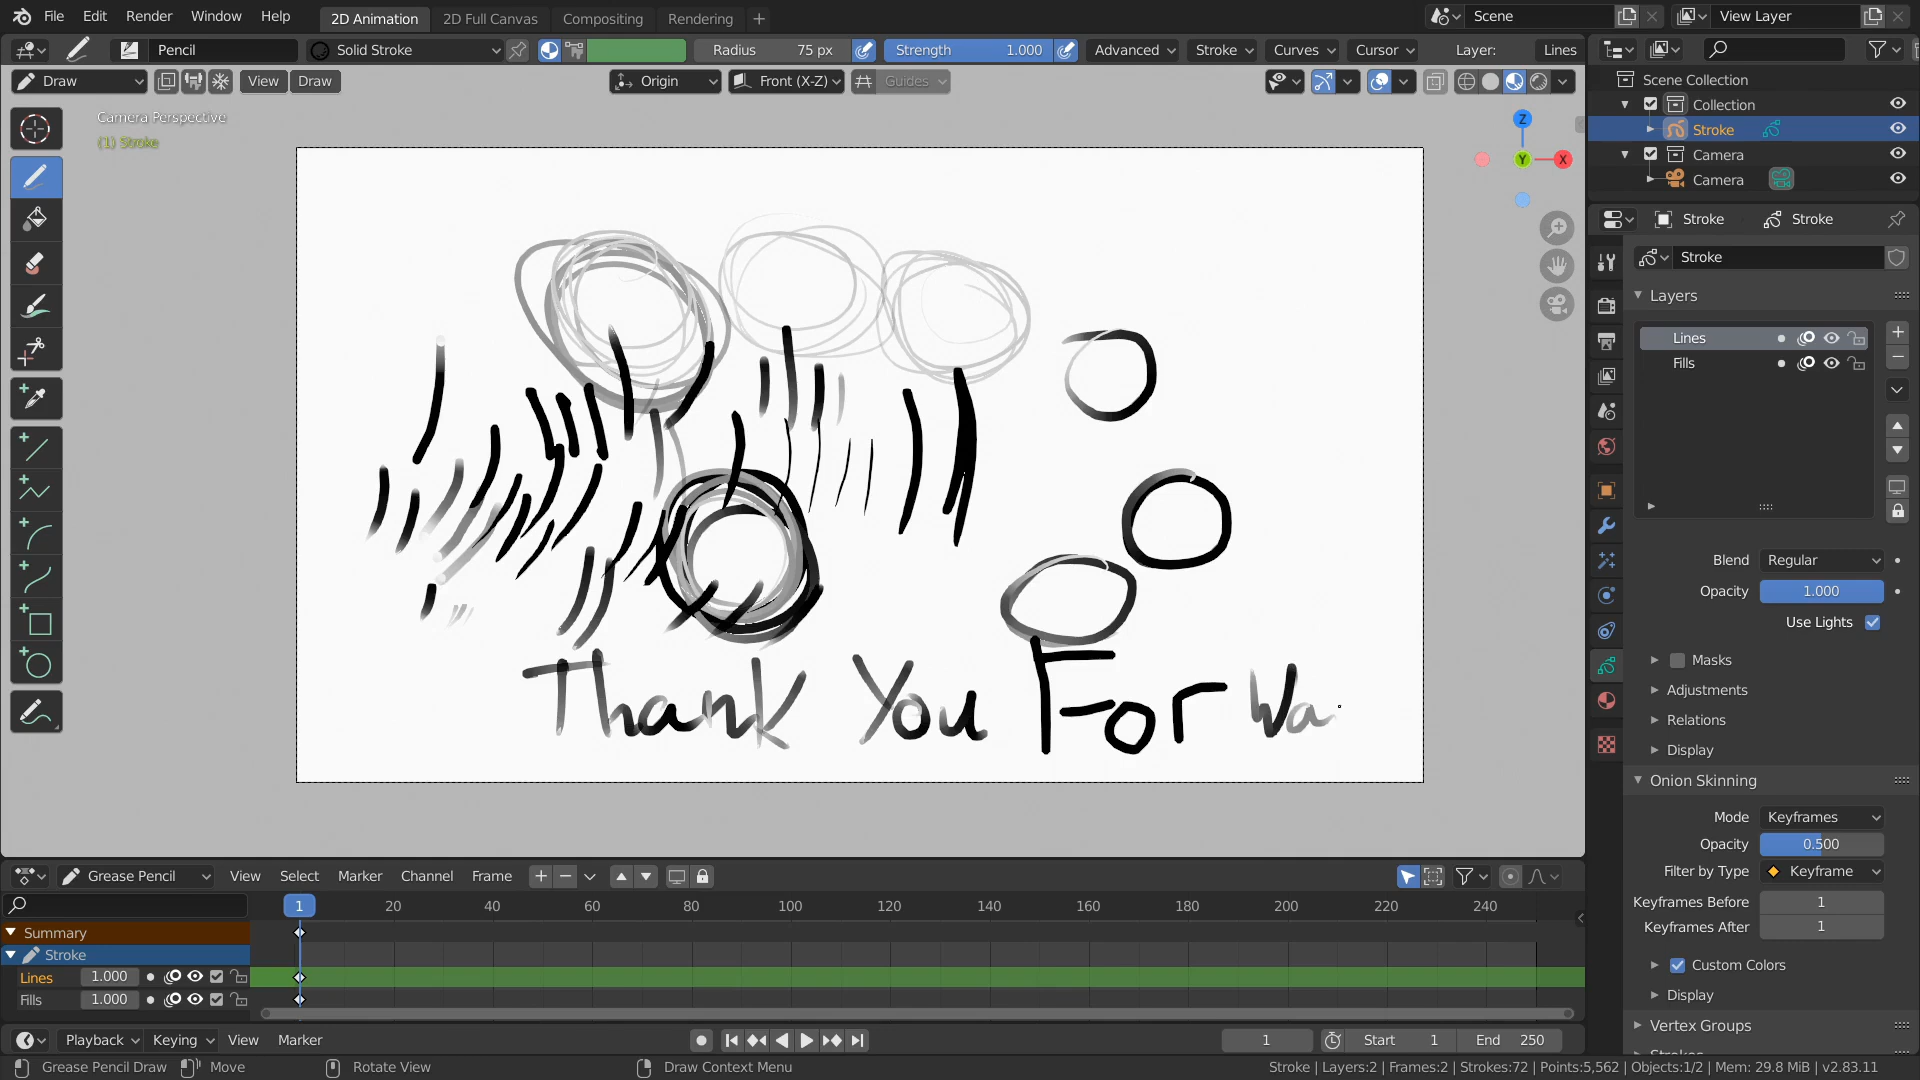 File Edit Render Window Help 2D Animation 2D Full Canvas Compositing Rendering + Scene View Layer
Pencil Solid Stroke Radius 75 px Strength 1.000 Advanced Stroke Curves Cursor Layer: Lines
Draw View Draw Origin Front (X-Z) Guides
Camera Perspective
(1) Stroke
Z
Y X
Thank You For Wa
Scene Collection
Collection
Stroke
Camera
Camera
Stroke Stroke
Stroke
Layers
Lines
Fills
Blend Regular
Opacity 1.000
Use Lights
Masks
Adjustments
Relations
Display
Onion Skinning
Mode Keyframes
Opacity 0.500
Filter by Type Keyframe
Keyframes Before 1
Keyframes After 1
Custom Colors
Display
Vertex Groups
Grease Pencil View Select Marker Channel Frame
1 20 40 60 80 100 120 140 160 180 200 220 240
Summary
Stroke
Lines 1.000
Fills 1.000
Playback Keying View Marker 1 Start 1 End 250
Grease Pencil Draw Move Rotate View Draw Context Menu Stroke | Layers:2 | Frames:2 | Strokes:72 | Points:5,562 | Objects:1/2 | Mem: 29.8 MiB | v2.83.11